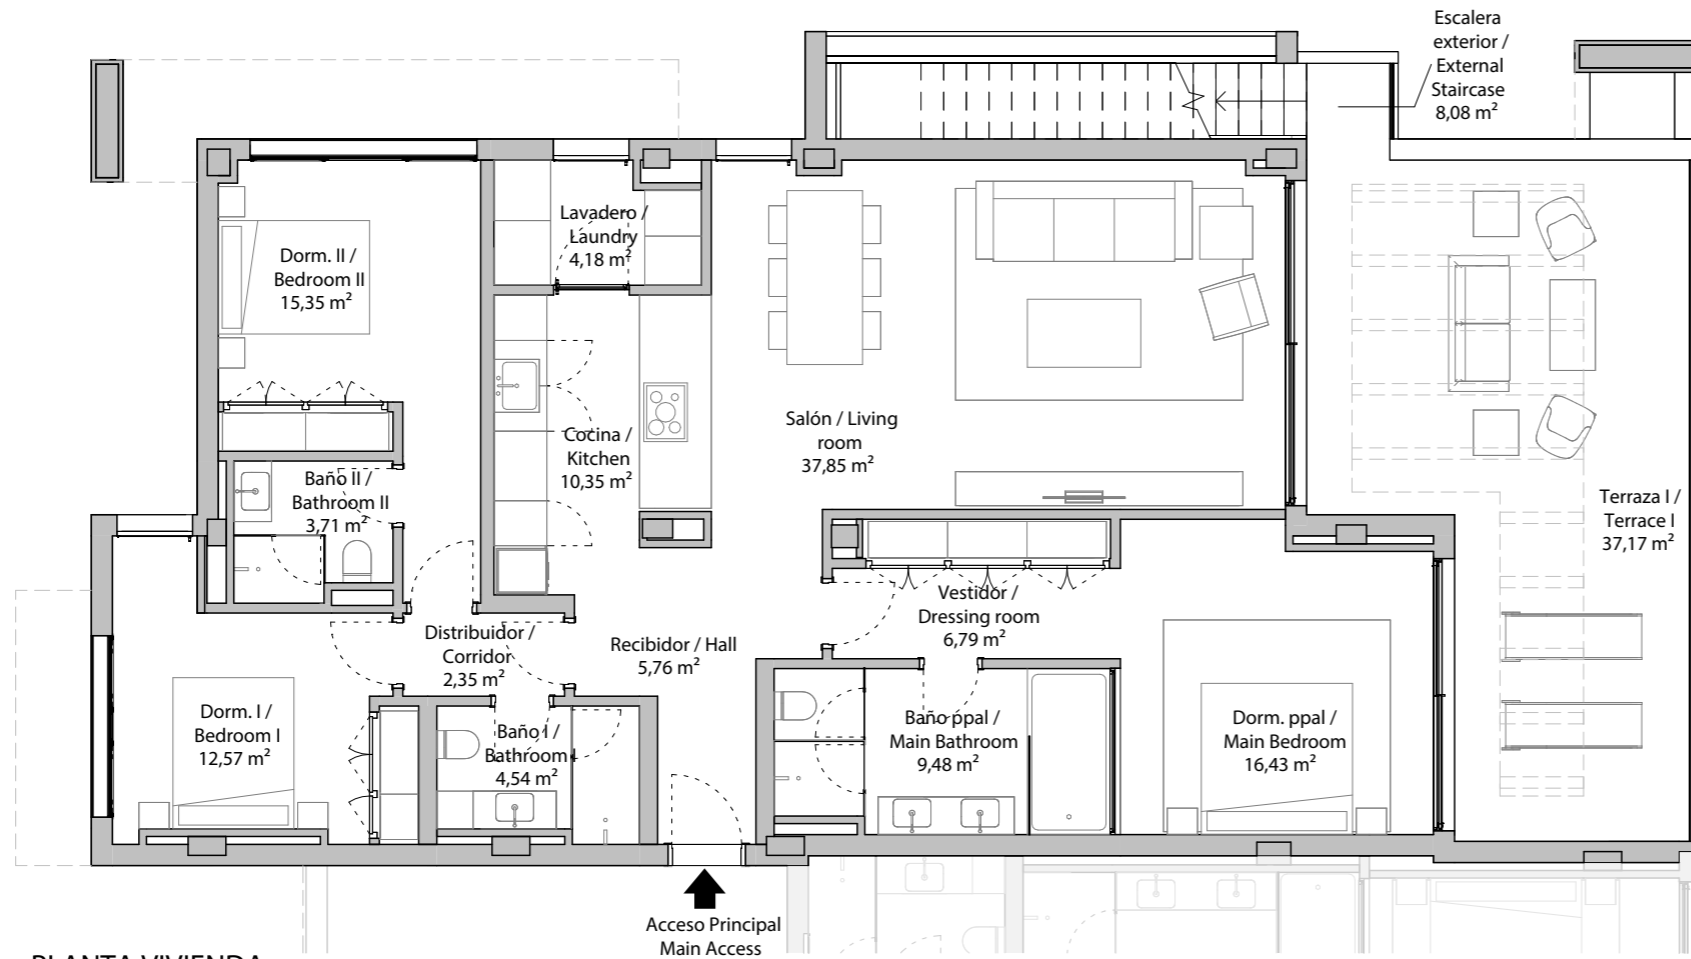 Escalera
exterior /
External
Staircase
8,08 m²
Lavadero /
Laundry
4,18 m²
Dorm. II /
Bedroom II
15,35 m²
Salón / Living
room
37,85 m²
Cocina /
Kitchen
10,35 m²
Baño II /
Bathroom II
3,71 m²
Terraza I /
Terrace I
37,17 m²
Vestidor /
Dressing room
6,79 m²
Distribuidor /
Corridor
2,35 m²
Recibidor / Hall
5,76 m²
Dorm. I /
Bedroom I
12,57 m²
Baño I /
Bathroom I
4,54 m²
Baño ppal /
Main Bathroom
9,48 m²
Dorm. ppal /
Main Bedroom
16,43 m²
Acceso Principal
Main Access
PLANTA VIVIENDA